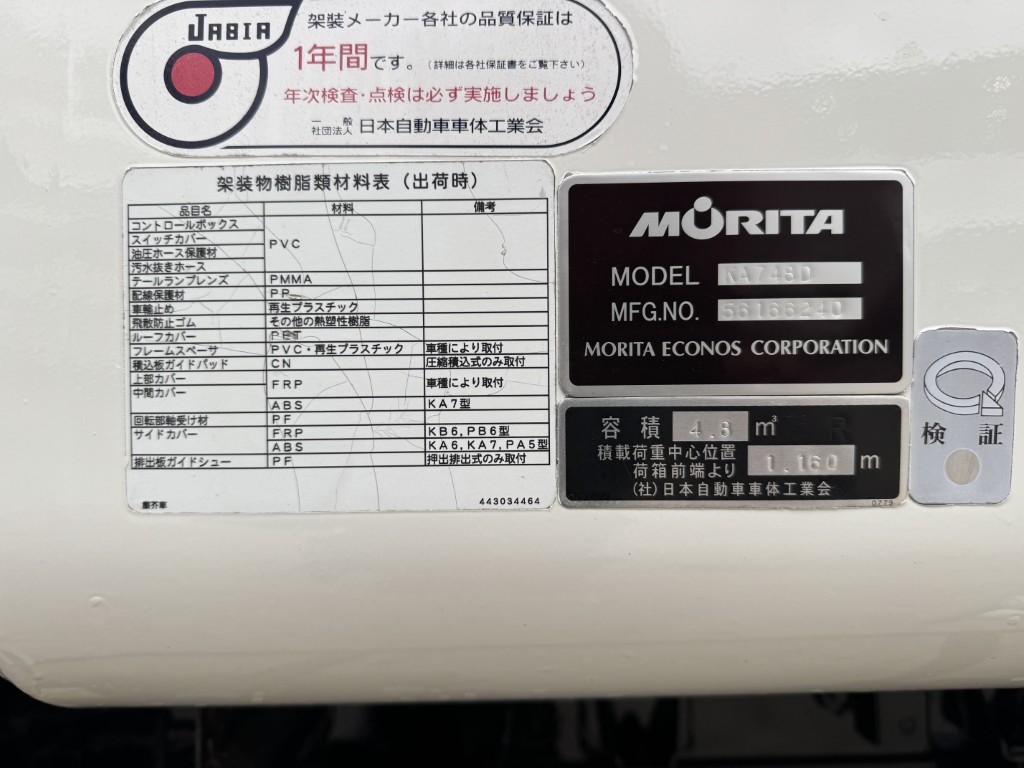 JABIA
架装メーカー各社の品質保証は
1年間です。（詳細は各社保証書をご覧下さい）
年次検査・点検は必ず実施しましょう
一般社団法人 日本自動車車体工業会
架装物樹脂類材料表（出荷時）
品目名 材料 備考
コントロールボックス
スイッチカバー
油圧ホース保護材
汚水抜きホース
PVC
テールランプレンズ PMMA
配線保護材 PP
車輪止め 再生プラスチック
飛散防止ゴム その他の熱塑性樹脂
ルーフカバー PET
フレームスペーサ PVC・再生プラスチック 車種により取付
積込板ガイドパッド CN 圧縮積込式のみ取付
上部カバー
中間カバー
FRP 車種により取付
ABS KA7型
回転部軸受け材 PF
サイドカバー FRP KB6,PB6型
ABS KA6,KA7,PA5型
排出板ガイドシュー PF 押出排出式のみ取付
塵芥車 443034464
MORITA
MODEL KA748D
MFG.NO. 56166240
MORITA ECONOS CORPORATION
容積 4.8 m³ R
積載荷重中心位置
荷箱前端より 1.160 m
(社)日本自動車車体工業会
0779
検 証